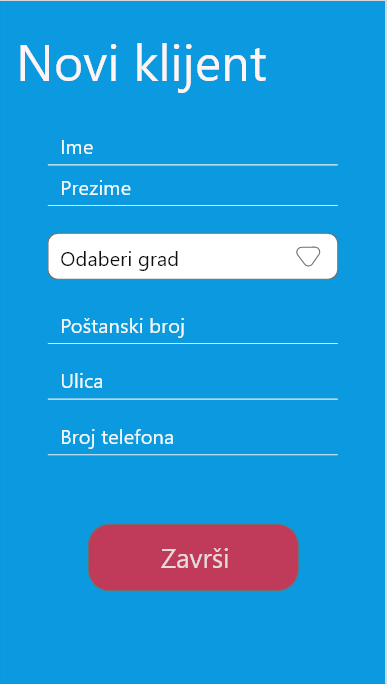 Novi klijent
Ime
Prezime
Odaberi grad
Poštanski broj
Ulica
Broj telefona
Završi